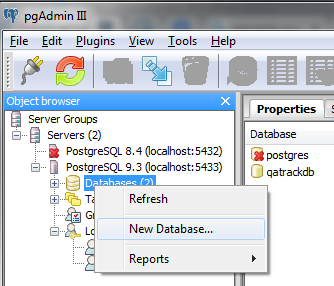 pgAdmin III
File Edit Plugins View Tools Help
Object browser
Server Groups
Servers (2)
PostgreSQL 8.4 (localhost:5432)
PostgreSQL 9.3 (localhost:5433)
Databases (2)
Ta
G
Lo
Refresh
New Database...
Reports
Properties
S
Database
postgres
qatrackdb